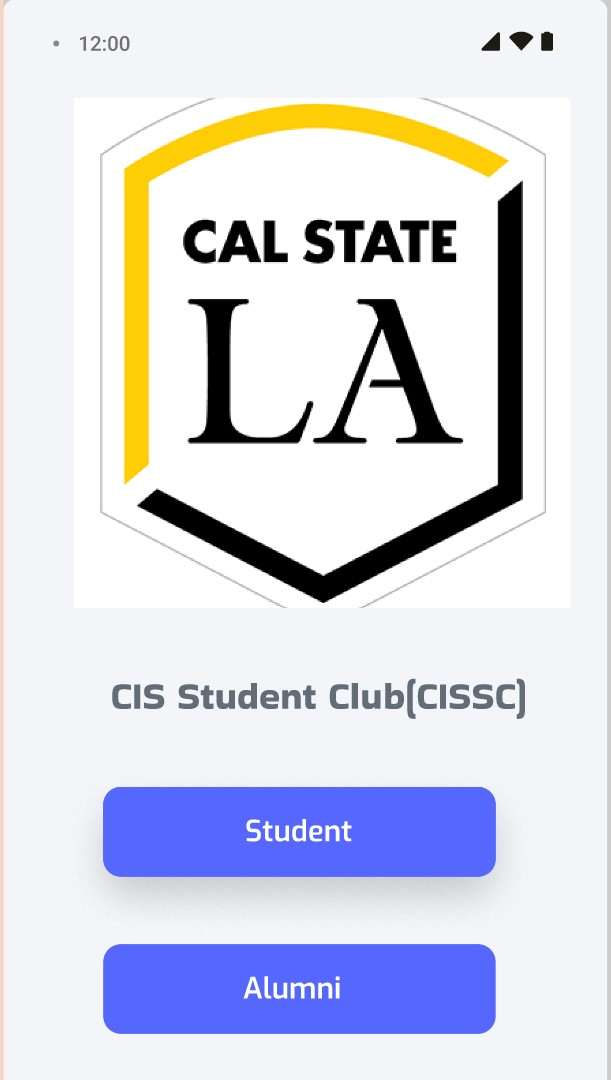 12:00
CAL STATE
LA
CIS Student Club(CISSC)
Student
Alumni